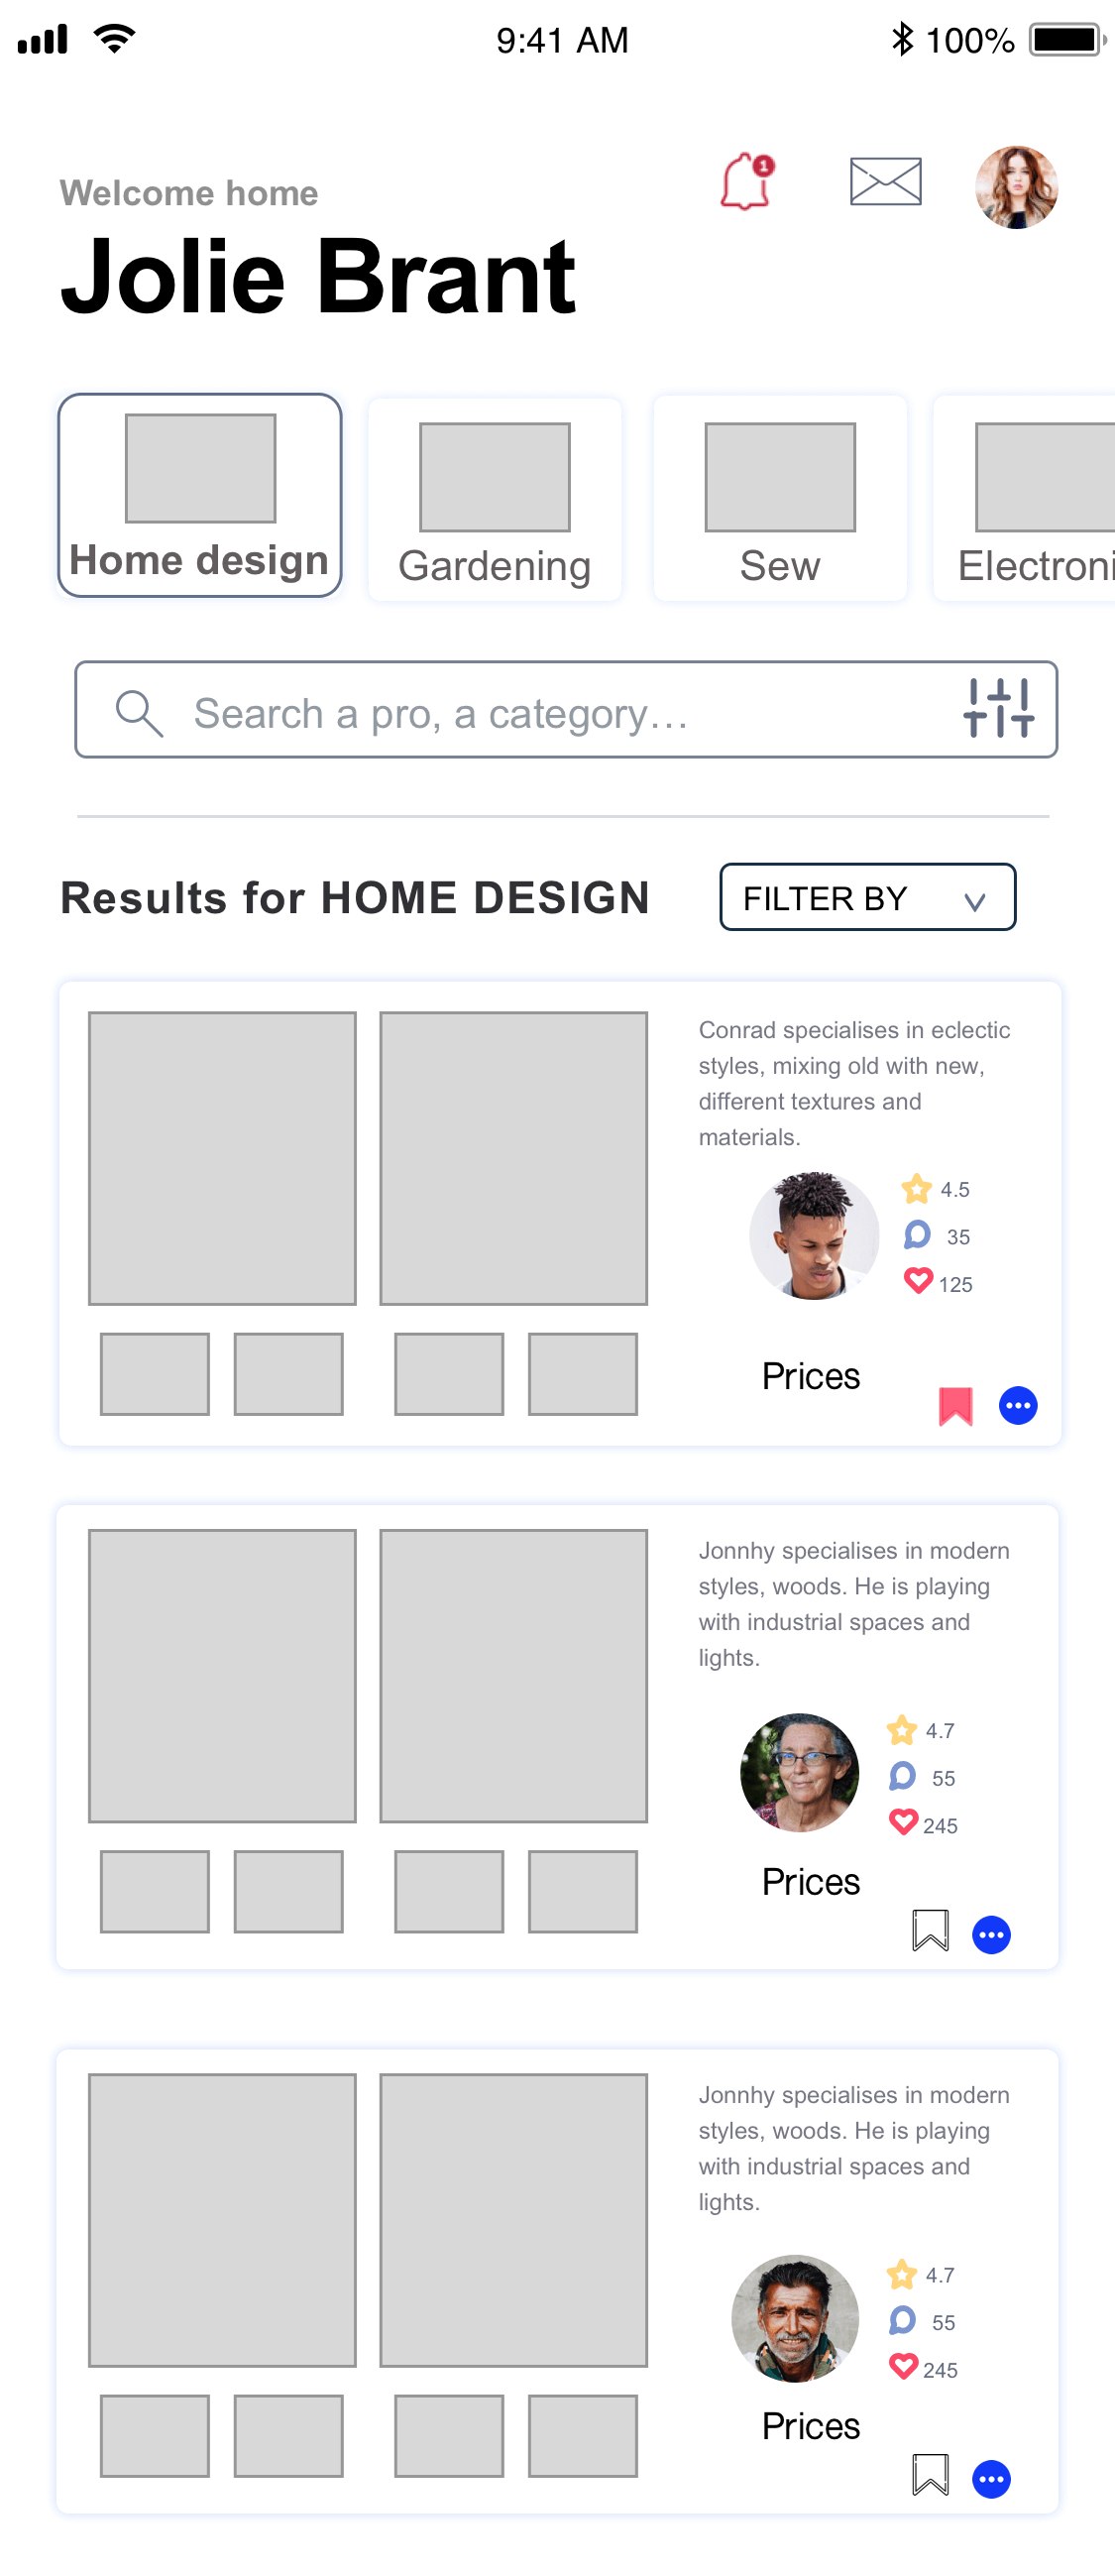 9:41 AM
100%
1
Welcome home
Jolie Brant
Home design
Gardening
Sew
Electroni
Search a pro, a category...
Results for HOME DESIGN
FILTER BY
Conrad specialises in eclectic
styles, mixing old with new,
different textures and
materials.
4.5
35
125
Prices
Jonnhy specialises in modern
styles, woods. He is playing
with industrial spaces and
lights.
4.7
55
245
Prices
Jonnhy specialises in modern
styles, woods. He is playing
with industrial spaces and
lights.
4.7
55
245
Prices